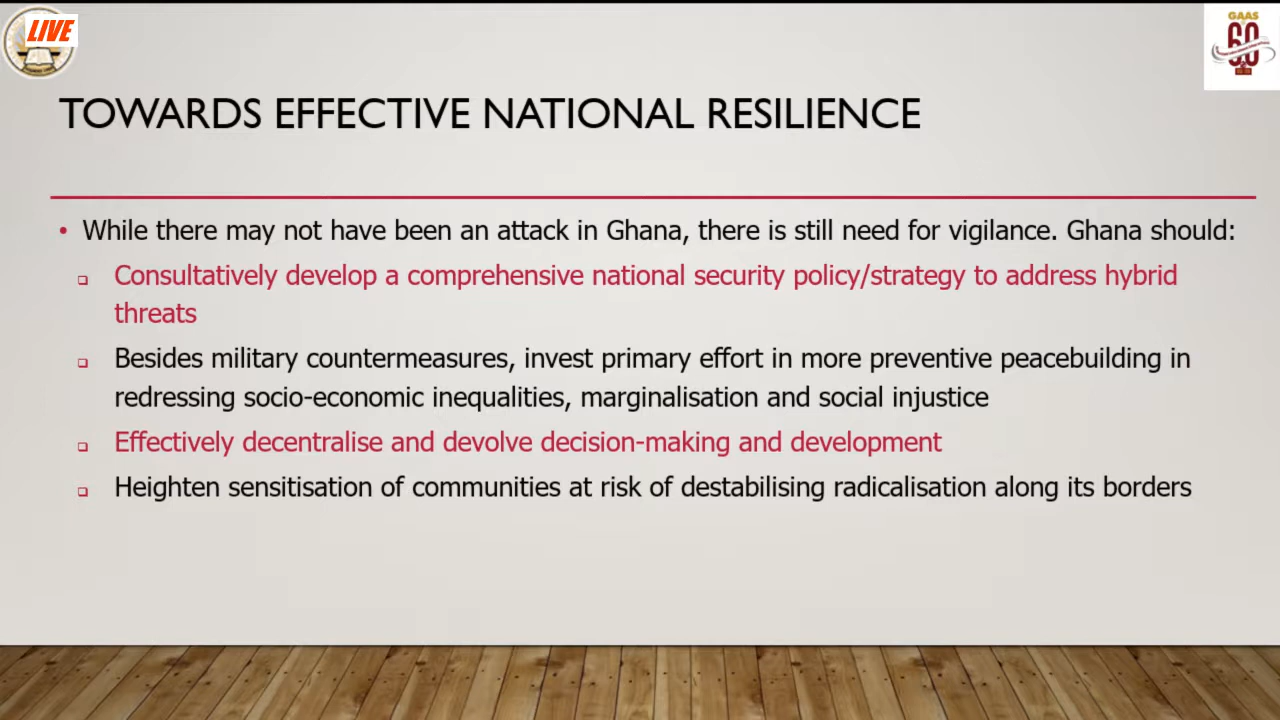 LIVE
GAAS
60
TOWARDS EFFECTIVE NATIONAL RESILIENCE
• While there may not have been an attack in Ghana, there is still need for vigilance. Ghana should:
❑ Consultatively develop a comprehensive national security policy/strategy to address hybrid
threats
❑ Besides military countermeasures, invest primary effort in more preventive peacebuilding in
redressing socio-economic inequalities, marginalisation and social injustice
❑ Effectively decentralise and devolve decision-making and development
❑ Heighten sensitisation of communities at risk of destabilising radicalisation along its borders